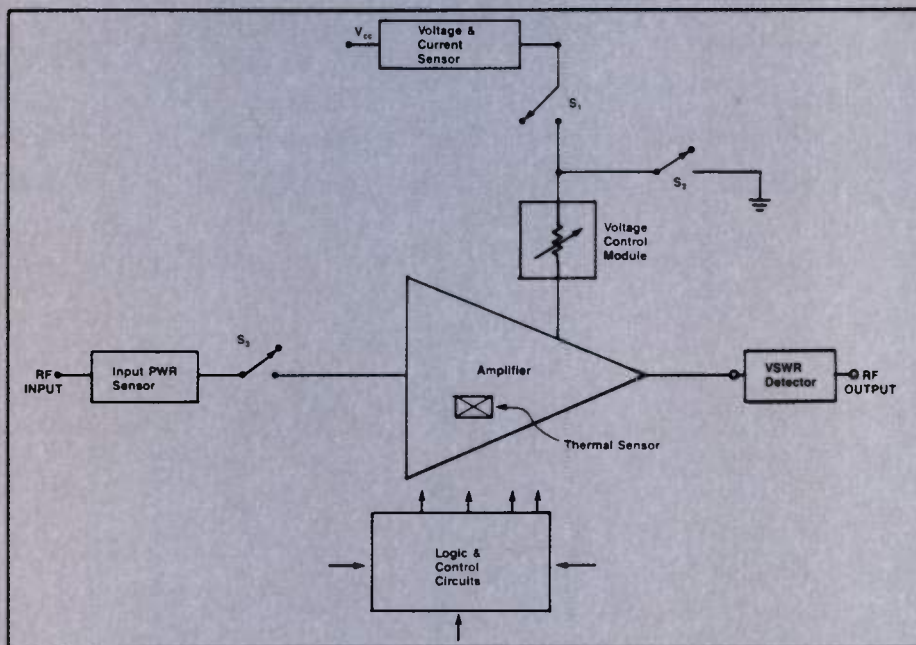 V_cc
Voltage &
Current
Sensor
S₁
S₂
Voltage
Control
Module
S₃
RF
INPUT
Input PWR
Sensor
Amplifier
Thermal Sensor
VSWR
Detector
RF
OUTPUT
Logic &
Control
Circuits